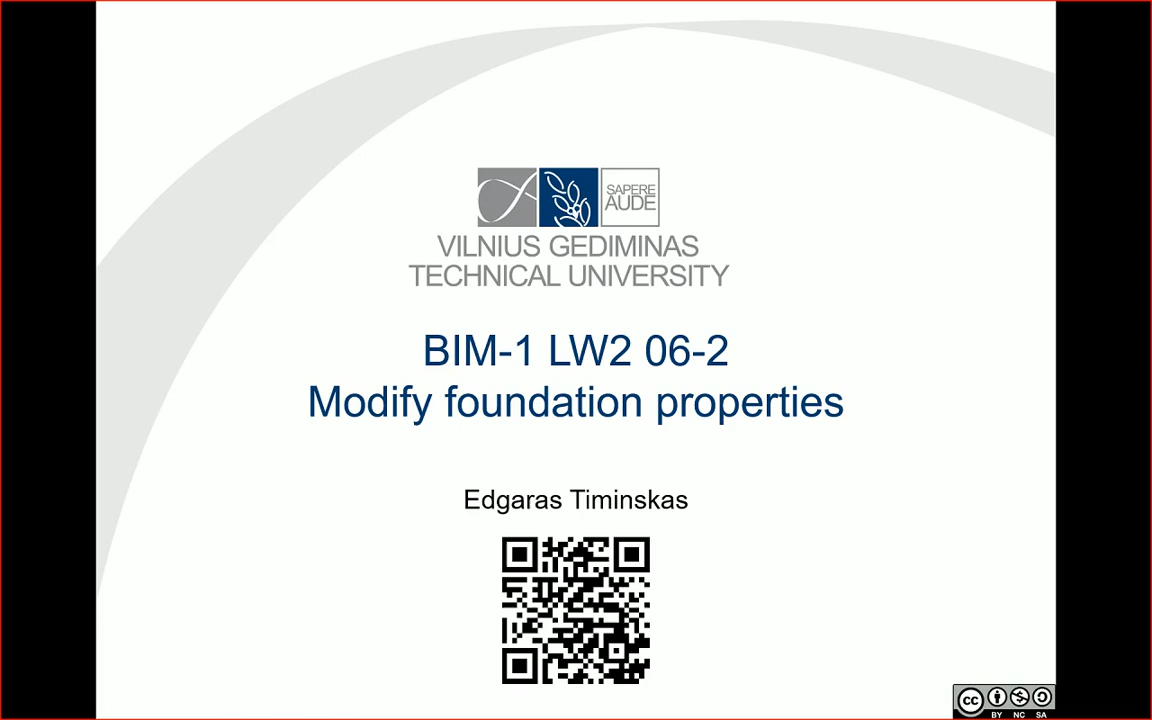 SAPERE
AUDE
VILNIUS GEDIMINAS
TECHNICAL UNIVERSITY
BIM-1 LW2 06-2
Modify foundation properties
Edgaras Timinskas
cc
BY NC SA